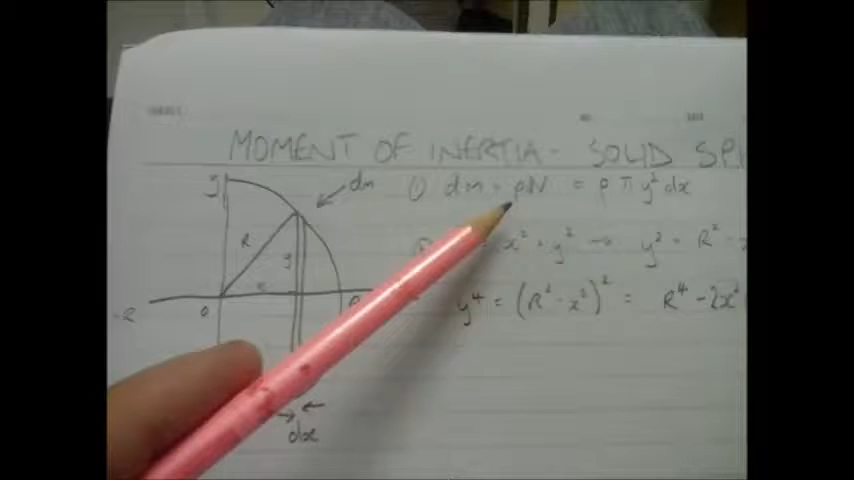 MOMENT OF INERTIA - SOLID SP
y dm ① dm = ρV = ρ π y² dx
R y x² + y² → y² = R² - x
x
-R 0 R
y⁴ = (R² - x²)² = R⁴ - 2x²
dx